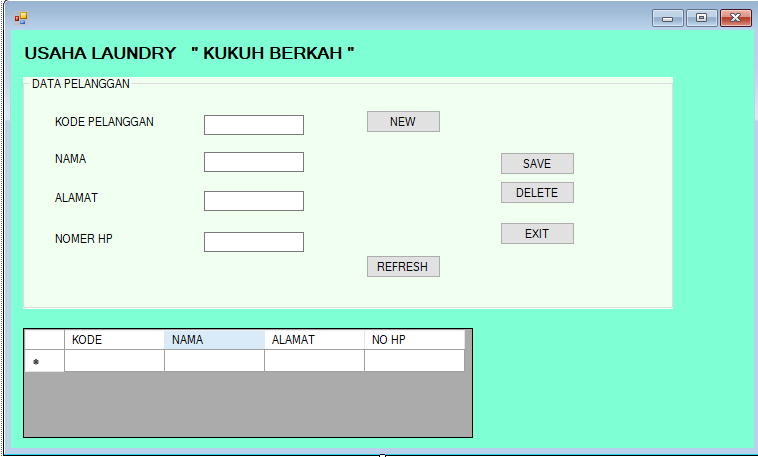 USAHA LAUNDRY " KUKUH BERKAH "
DATA PELANGGAN
KODE PELANGGAN NEW
NAMA SAVE
ALAMAT DELETE
NOMER HP EXIT
REFRESH
KODE NAMA ALAMAT NO HP
*